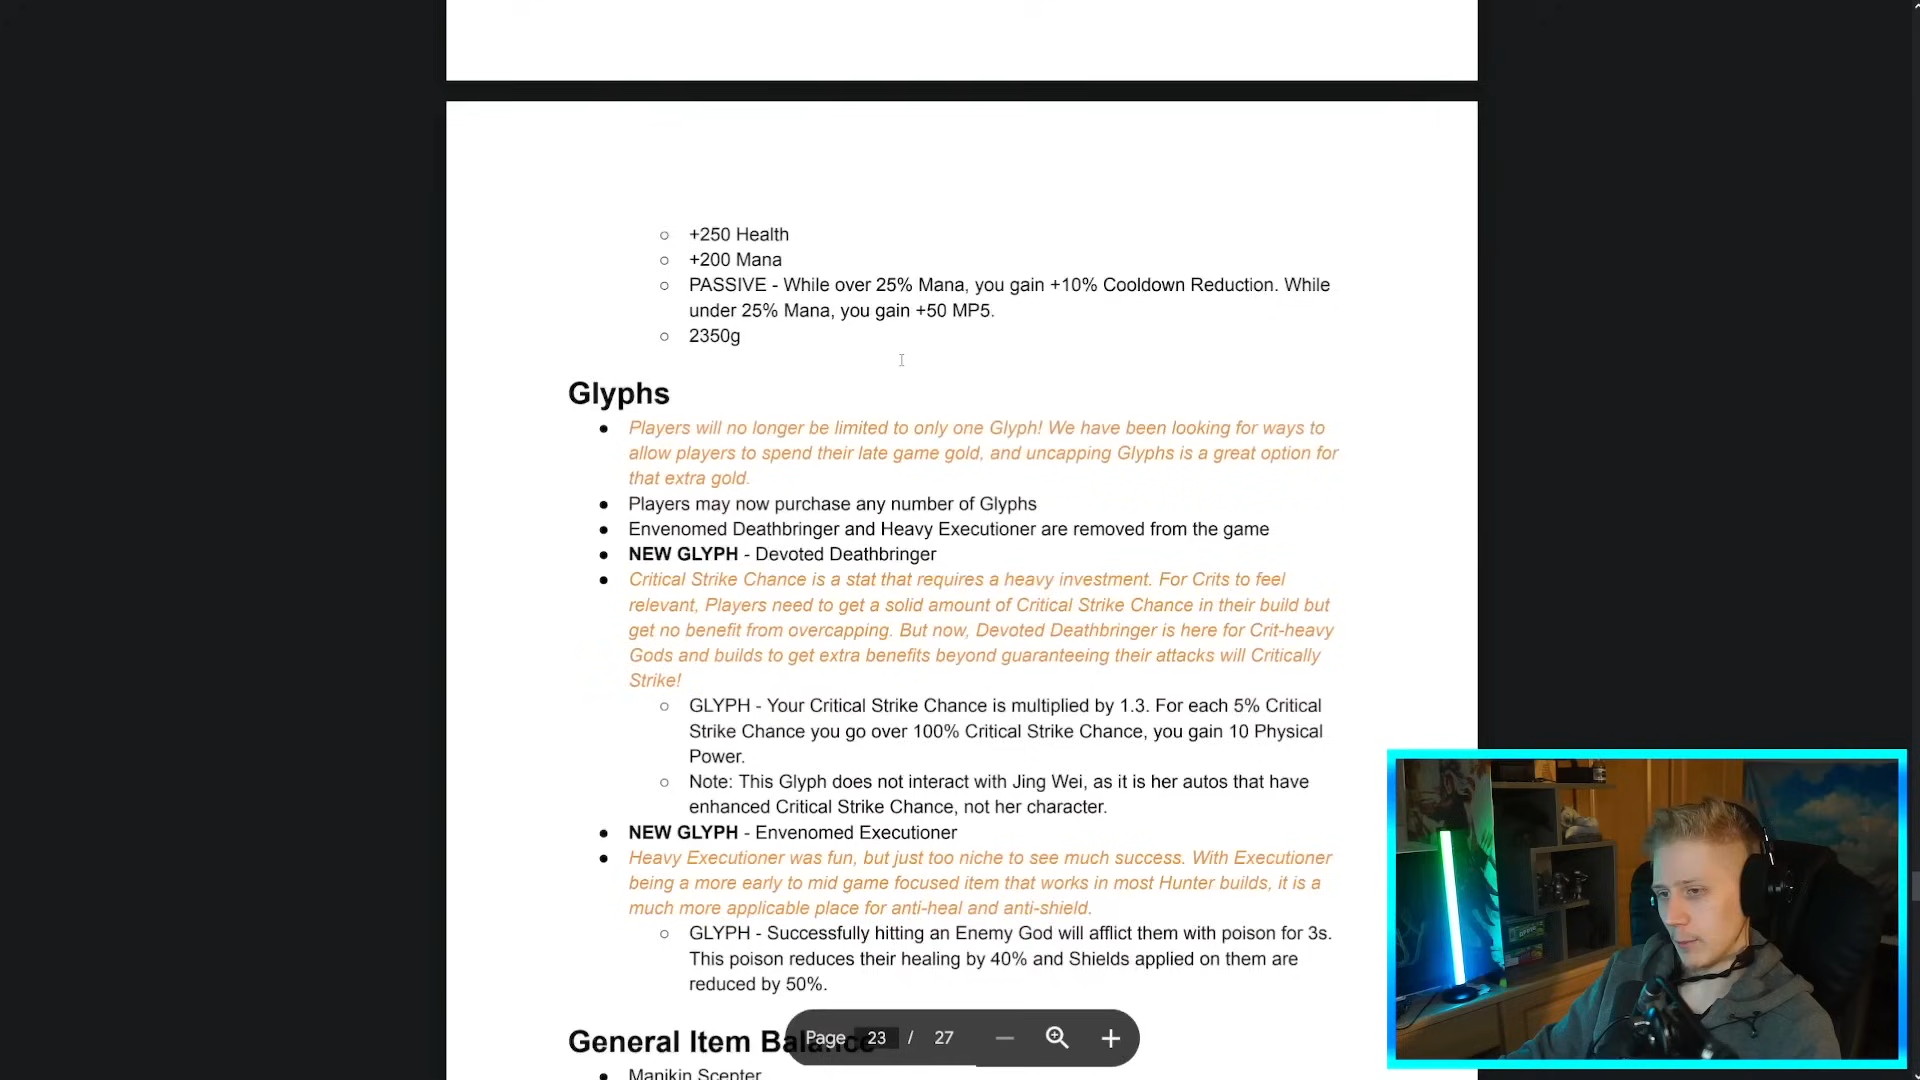 +250 Health
+200 Mana
PASSIVE - While over 25% Mana, you gain +10% Cooldown Reduction. While
under 25% Mana, you gain +50 MP5.
2350g
Glyphs
Players will no longer be limited to only one Glyph! We have been looking for ways to
allow players to spend their late game gold, and uncapping Glyphs is a great option for
that extra gold.
Players may now purchase any number of Glyphs
Envenomed Deathbringer and Heavy Executioner are removed from the game
NEW GLYPH - Devoted Deathbringer
Critical Strike Chance is a stat that requires a heavy investment. For Crits to feel
relevant, Players need to get a solid amount of Critical Strike Chance in their build but
get no benefit from overcapping. But now, Devoted Deathbringer is here for Crit-heavy
Gods and builds to get extra benefits beyond guaranteeing their attacks will Critically
Strike!
GLYPH - Your Critical Strike Chance is multiplied by 1.3. For each 5% Critical
Strike Chance you go over 100% Critical Strike Chance, you gain 10 Physical
Power.
Note: This Glyph does not interact with Jing Wei, as it is her autos that have
enhanced Critical Strike Chance, not her character.
NEW GLYPH - Envenomed Executioner
Heavy Executioner was fun, but just too niche to see much success. With Executioner
being a more early to mid game focused item that works in most Hunter builds, it is a
much more applicable place for anti-heal and anti-shield.
GLYPH - Successfully hitting an Enemy God will afflict them with poison for 3s.
This poison reduces their healing by 40% and Shields applied on them are
reduced by 50%.
General Item Balance
Page 23 / 27
Manikin Scepter